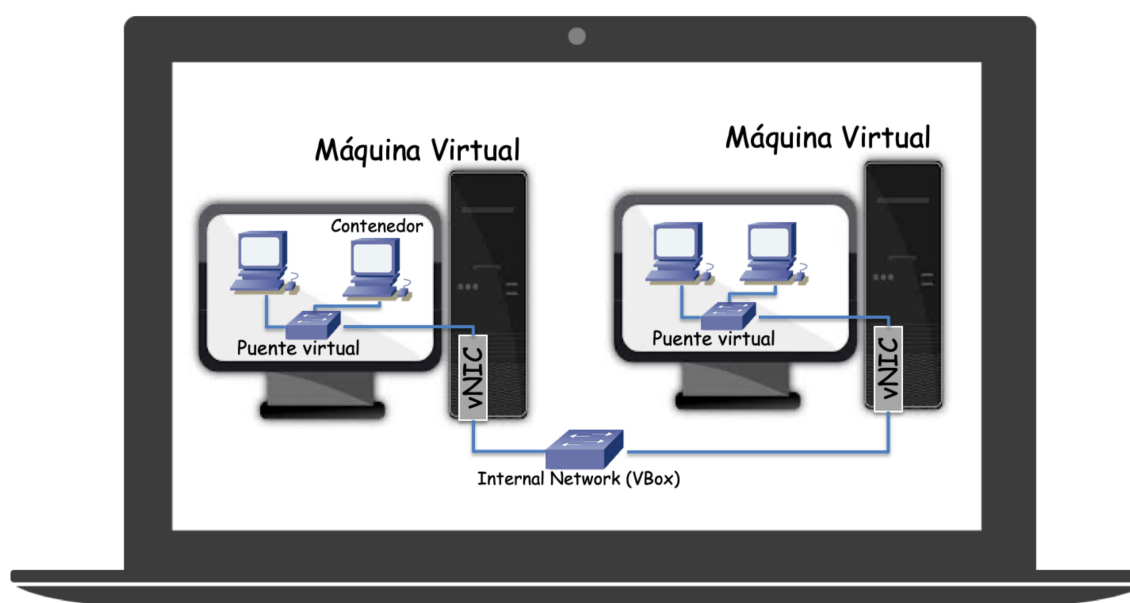 Máquina Virtual
Máquina Virtual
Contenedor
Puente virtual
Puente virtual
vNIC
vNIC
Internal Network (VBox)